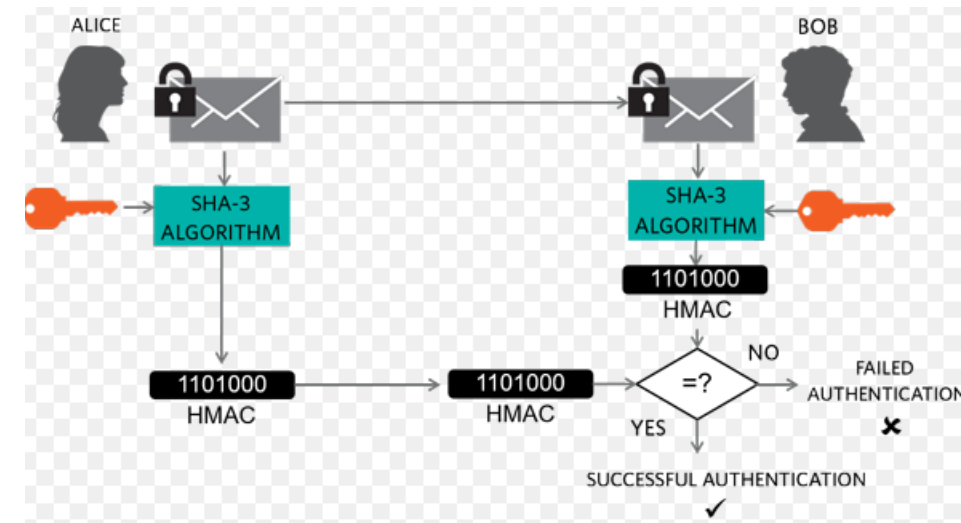 ALICE
BOB
SHA-3
ALGORITHM
SHA-3
ALGORITHM
1101000
HMAC
1101000
HMAC
1101000
HMAC
=?
NO
YES
FAILED
AUTHENTICATION
SUCCESSFUL AUTHENTICATION